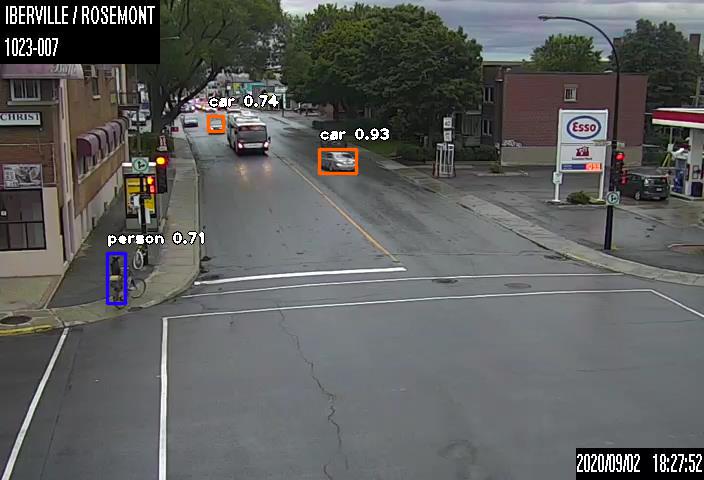 IBERVILLE / ROSEMONT
1023-007
car 0.74
car 0.93
CHRIST
Esso
person 0.71
2020/09/02 18:27:52